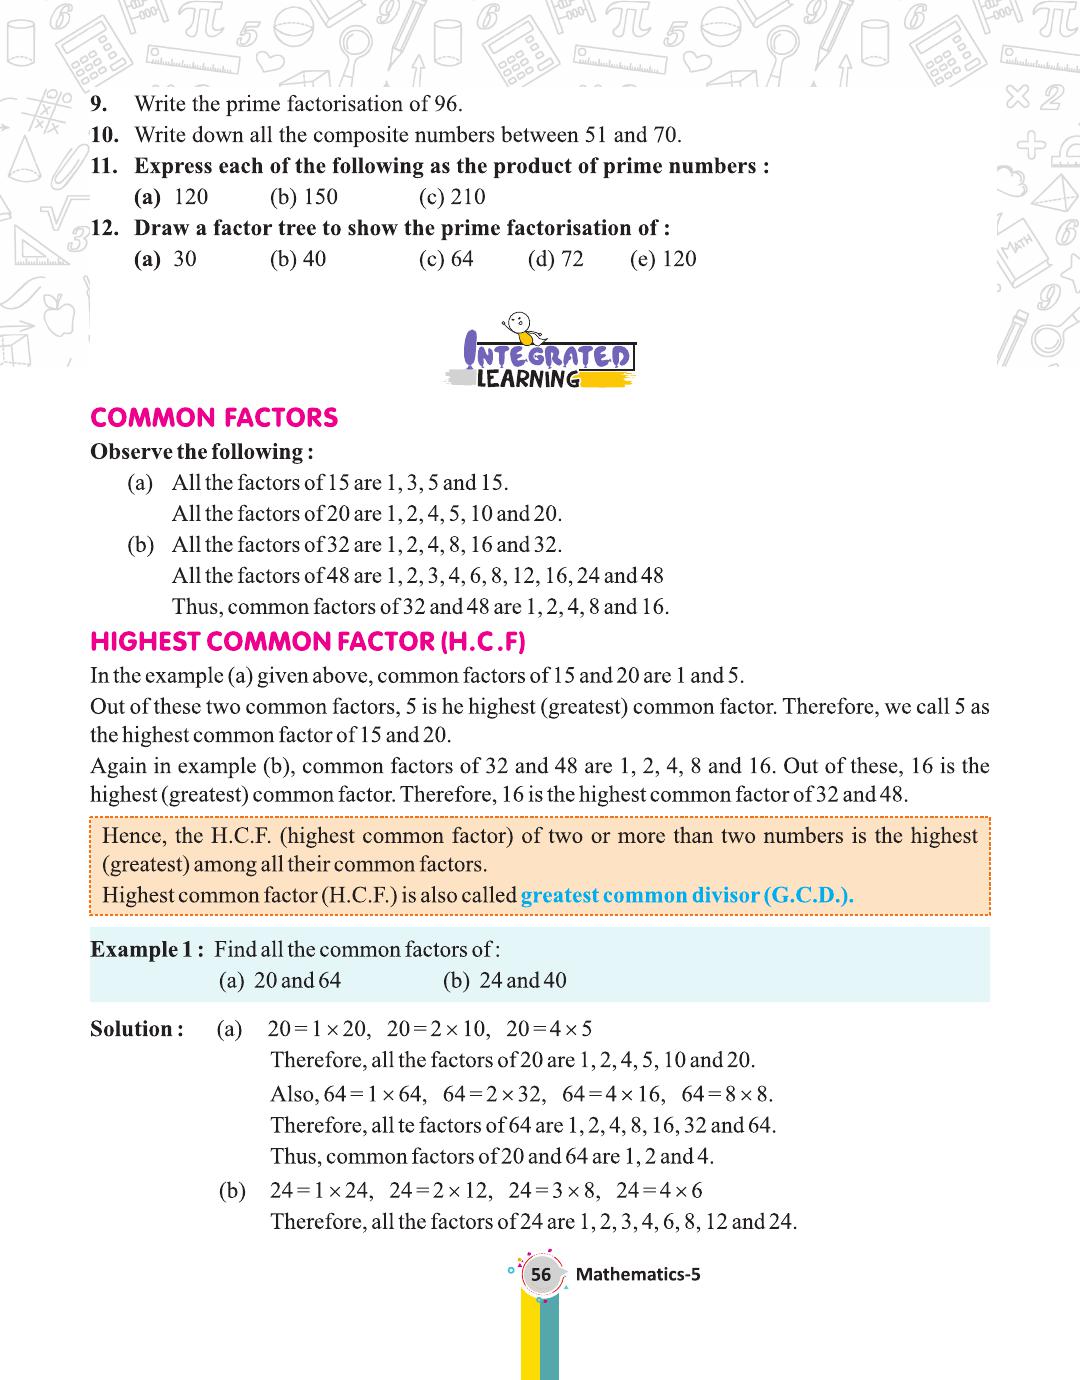 9. Write the prime factorisation of 96.
10. Write down all the composite numbers between 51 and 70.
11. Express each of the following as the product of prime numbers :
(a) 120 (b) 150 (c) 210
12. Draw a factor tree to show the prime factorisation of :
(a) 30 (b) 40 (c) 64 (d) 72 (e) 120
INTEGRATED
LEARNING
COMMON FACTORS
Observe the following :
(a) All the factors of 15 are 1, 3, 5 and 15.
All the factors of 20 are 1, 2, 4, 5, 10 and 20.
(b) All the factors of 32 are 1, 2, 4, 8, 16 and 32.
All the factors of 48 are 1, 2, 3, 4, 6, 8, 12, 16, 24 and 48
Thus, common factors of 32 and 48 are 1, 2, 4, 8 and 16.
HIGHEST COMMON FACTOR (H.C.F)
In the example (a) given above, common factors of 15 and 20 are 1 and 5.
Out of these two common factors, 5 is he highest (greatest) common factor. Therefore, we call 5 as
the highest common factor of 15 and 20.
Again in example (b), common factors of 32 and 48 are 1, 2, 4, 8 and 16. Out of these, 16 is the
highest (greatest) common factor. Therefore, 16 is the highest common factor of 32 and 48.
Hence, the H.C.F. (highest common factor) of two or more than two numbers is the highest
(greatest) among all their common factors.
Highest common factor (H.C.F.) is also called greatest common divisor (G.C.D.).
Example 1 : Find all the common factors of :
(a) 20 and 64 (b) 24 and 40
Solution : (a) 20 = 1 × 20, 20 = 2 × 10, 20 = 4 × 5
Therefore, all the factors of 20 are 1, 2, 4, 5, 10 and 20.
Also, 64 = 1 × 64, 64 = 2 × 32, 64 = 4 × 16, 64 = 8 × 8.
Therefore, all te factors of 64 are 1, 2, 4, 8, 16, 32 and 64.
Thus, common factors of 20 and 64 are 1, 2 and 4.
(b) 24 = 1 × 24, 24 = 2 × 12, 24 = 3 × 8, 24 = 4 × 6
Therefore, all the factors of 24 are 1, 2, 3, 4, 6, 8, 12 and 24.
56 Mathematics-5